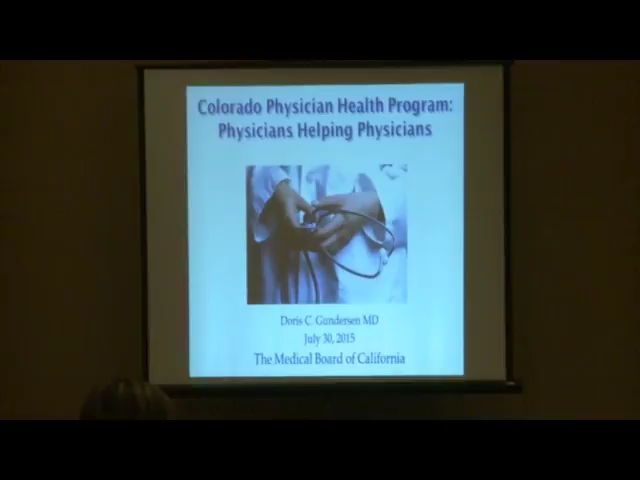 Colorado Physician Health Program:
Physicians Helping Physicians
Doris C. Gundersen MD
July 30, 2015
The Medical Board of California